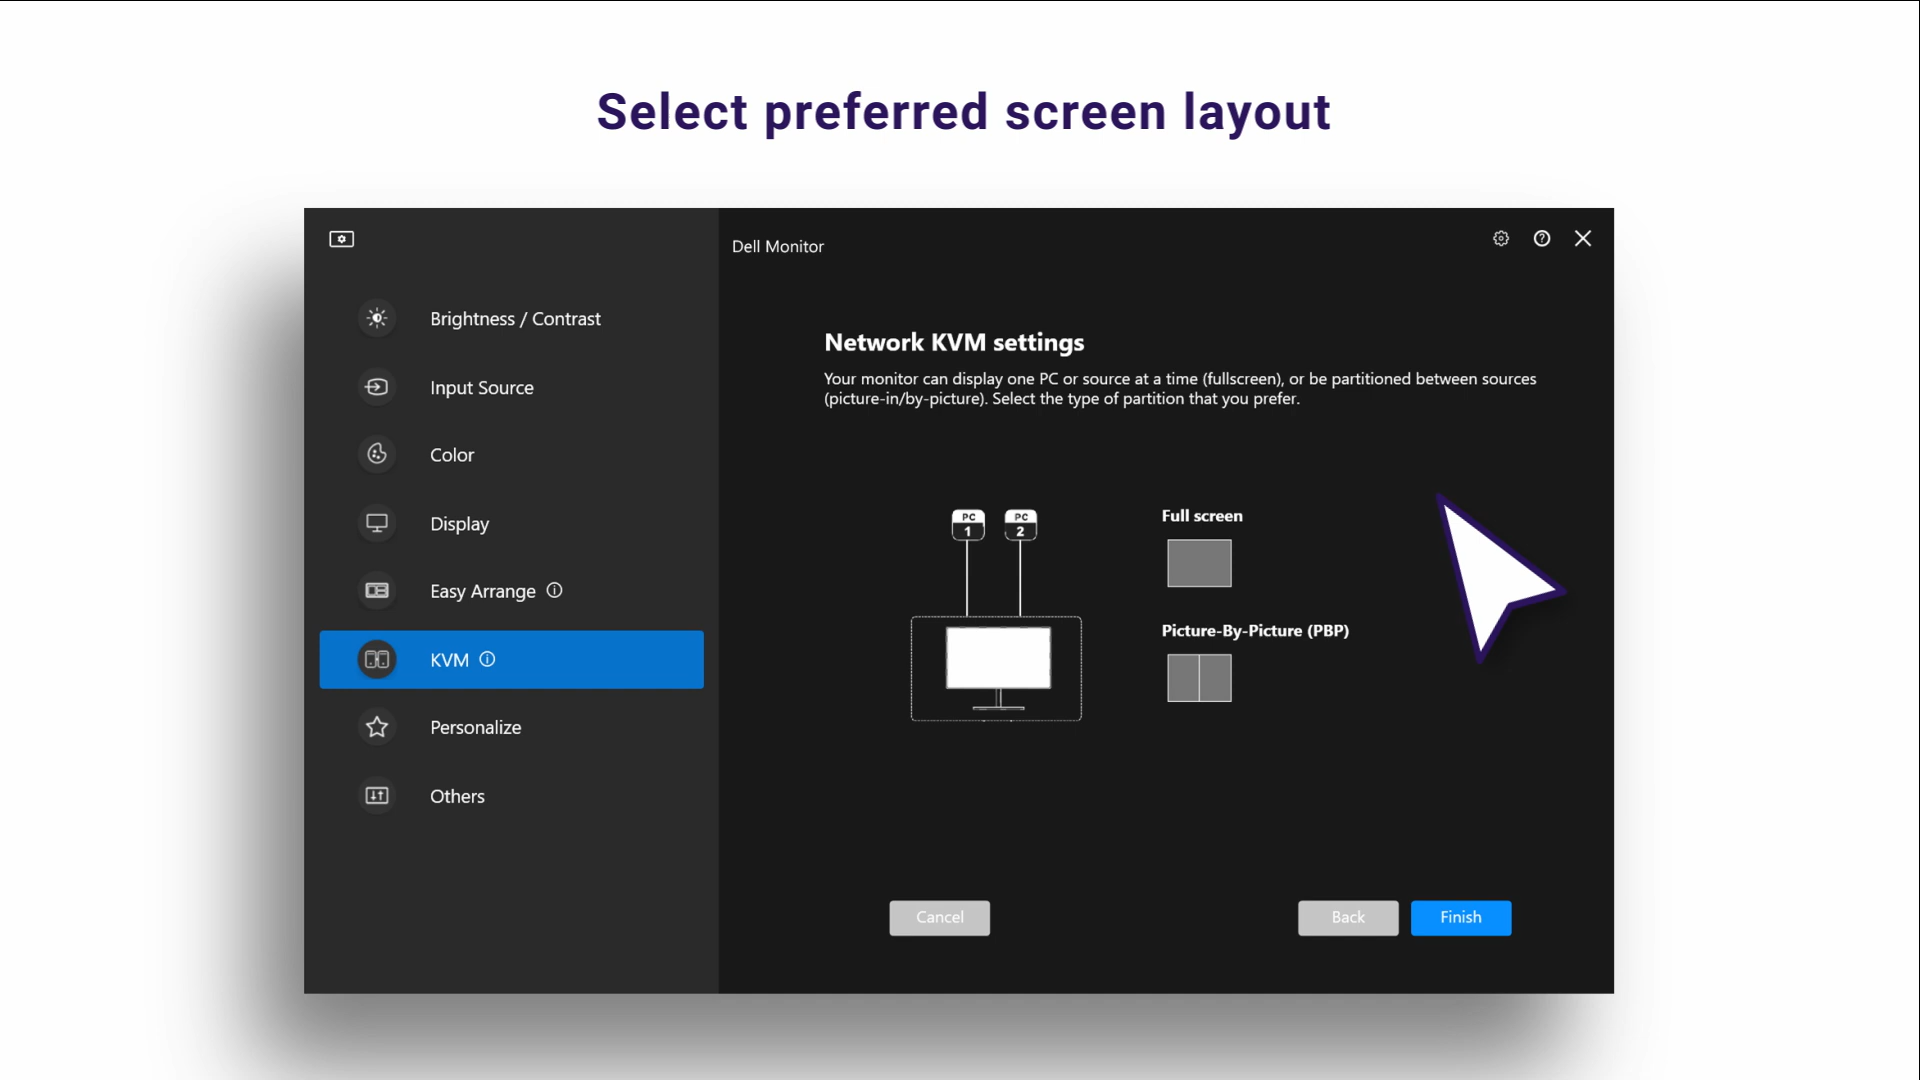 Select preferred screen layout
Dell Monitor
Brightness / Contrast
Input Source
Color
Display
Easy Arrange
KVM
Personalize
Others
Network KVM settings
Your monitor can display one PC or source at a time (fullscreen), or be partitioned between sources
(picture-in/by-picture). Select the type of partition that you prefer.
PC PC
1 2
Full screen
Picture-By-Picture (PBP)
Cancel
Back
Finish